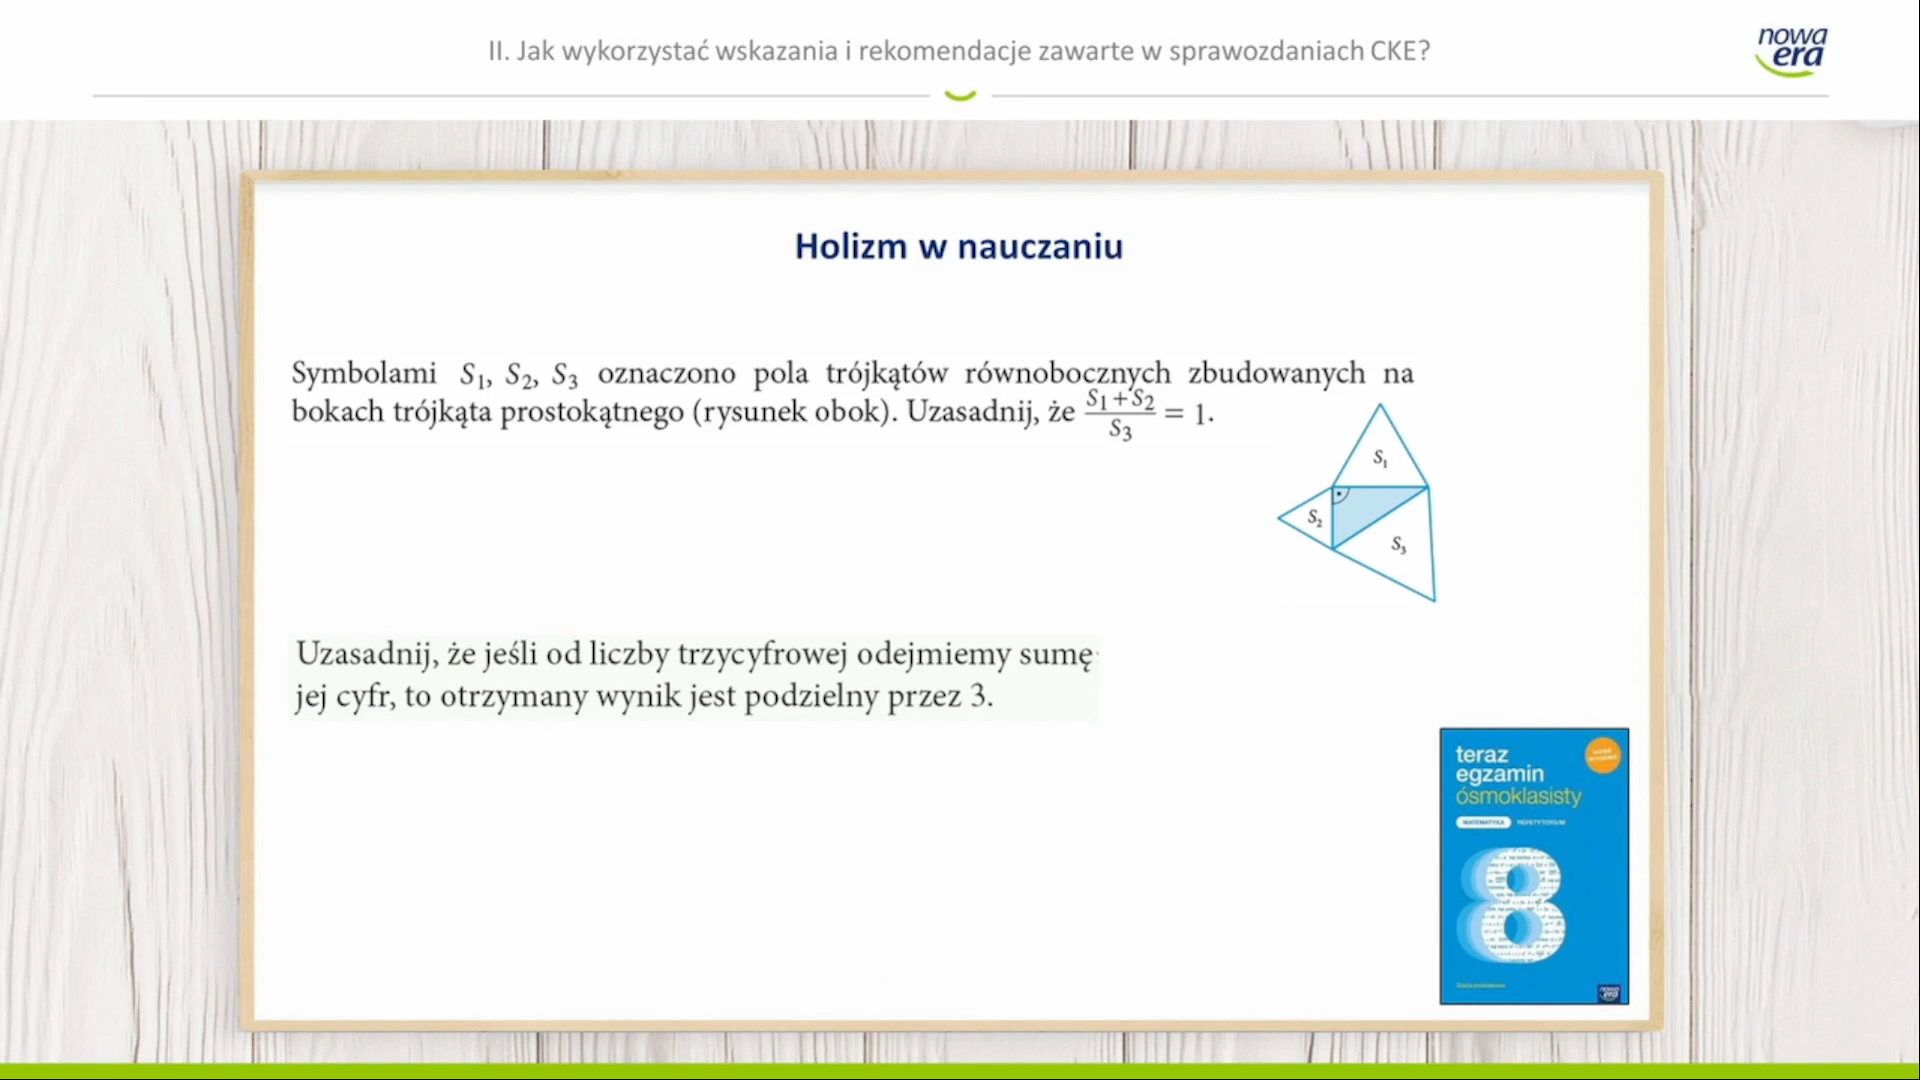 II. Jak wykorzystać wskazania i rekomendacje zawarte w sprawozdaniach CKE?
nowa
era
Holizm w nauczaniu
Symbolami S₁, S₂, S₃ oznaczono pola trójkątów równobocznych zbudowanych na
bokach trójkąta prostokątnego (rysunek obok). Uzasadnij, że (S₁+S₂)/S₃ = 1.
S₁
S₂
S₃
Uzasadnij, że jeśli od liczby trzycyfrowej odejmiemy sumę
jej cyfr, to otrzymany wynik jest podzielny przez 3.
teraz
egzamin
ósmoklasisty
MATEMATYKA REPETYTORIUM
8
nowa
era